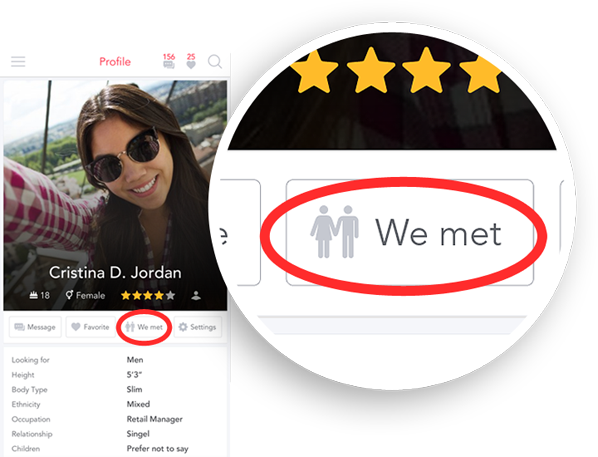 156 25
Profile
Cristina D. Jordan
18 Female
Message Favorite We met Settings
Looking for Men
Height 5'3"
Body Type Slim
Ethnicity Mixed
Occupation Retail Manager
Relationship Singel
Children Prefer not to say
e We met